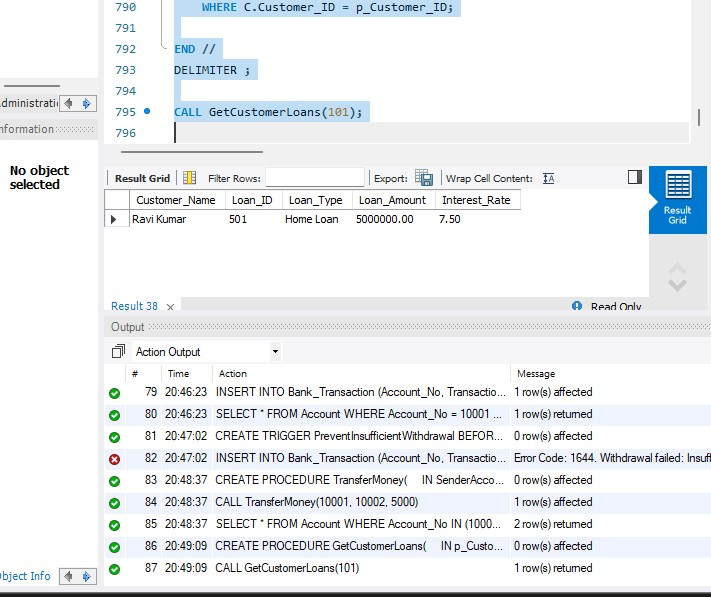 790 WHERE C.Customer_ID = p_Customer_ID;
791
792 END //
793 DELIMITER ;
794
795 CALL GetCustomerLoans(101);
796
dministratic
nformation
No object
selected
Result Grid Filter Rows: Export: Wrap Cell Content: IA
Customer_Name Loan_ID Loan_Type Loan_Amount Interest_Rate
Ravi Kumar 501 Home Loan 5000000.00 7.50
Result
Grid
Result 38 × Read Only
Output
Action Output
# Time Action Message
79 20:46:23 INSERT INTO Bank_Transaction (Account_No, Transactio... 1 row(s) affected
80 20:46:23 SELECT * FROM Account WHERE Account_No = 10001 ... 1 row(s) returned
81 20:47:02 CREATE TRIGGER PreventInsufficientWithdrawal BEFOR... 0 row(s) affected
82 20:47:02 INSERT INTO Bank_Transaction (Account_No, Transactio... Error Code: 1644. Withdrawal failed: Insuff
83 20:48:37 CREATE PROCEDURE TransferMoney( IN SenderAcco... 0 row(s) affected
84 20:48:37 CALL TransferMoney(10001, 10002, 5000) 1 row(s) affected
85 20:48:37 SELECT * FROM Account WHERE Account_No IN (1000... 2 row(s) returned
86 20:49:09 CREATE PROCEDURE GetCustomerLoans( IN p_Custo... 0 row(s) affected
87 20:49:09 CALL GetCustomerLoans(101) 1 row(s) returned
bject Info